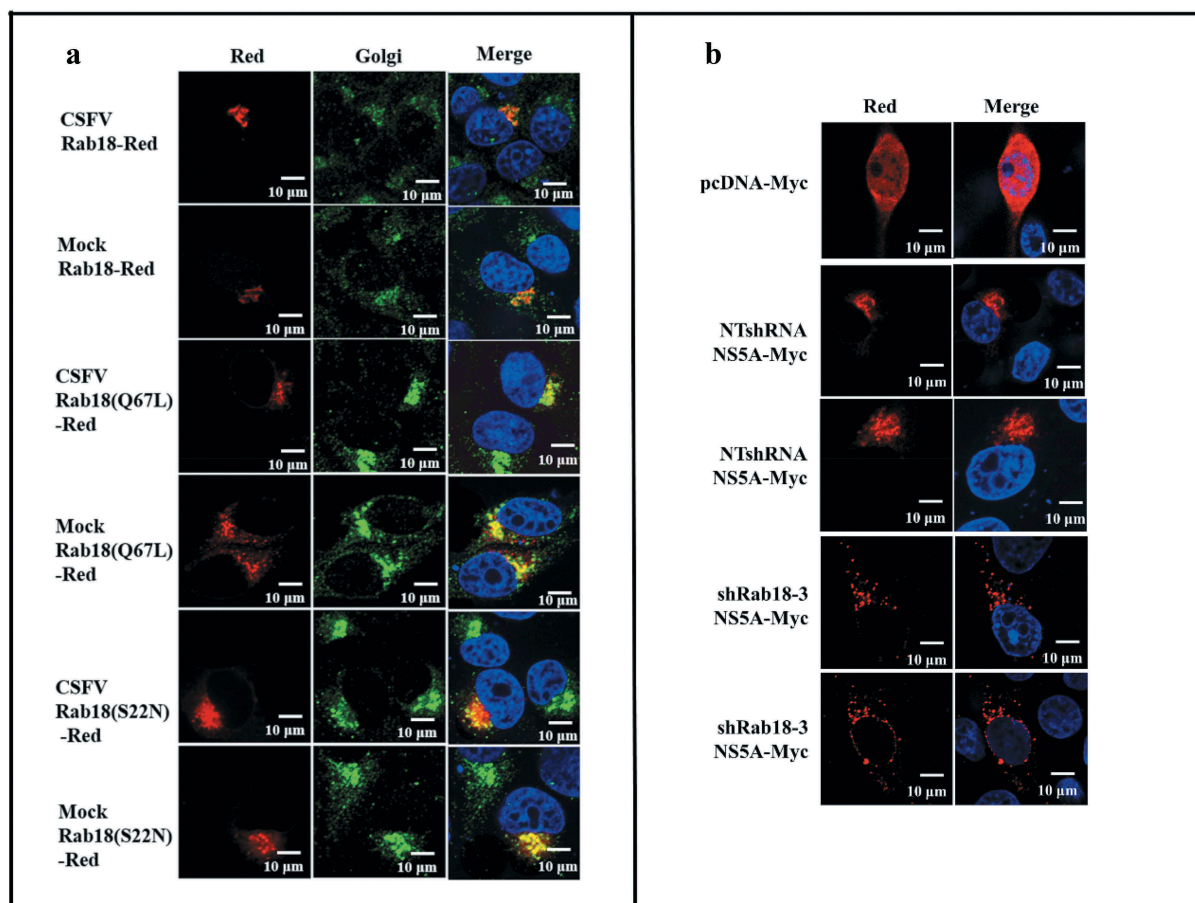 a
Red Golgi Merge
CSFV
Rab18-Red
10 µm 10 µm 10 µm
Mock
Rab18-Red
10 µm 10 µm 10 µm
CSFV
Rab18(Q67L)
-Red
10 µm 10 µm 10 µm
Mock
Rab18(Q67L)
-Red
10 µm 10 µm 10 µm
CSFV
Rab18(S22N)
-Red
10 µm 10 µm 10 µm
Mock
Rab18(S22N)
-Red
10 µm 10 µm 10 µm
b
Red Merge
pcDNA-Myc
10 µm 10 µm
NTshRNA
NS5A-Myc
10 µm 10 µm
NTshRNA
NS5A-Myc
10 µm 10 µm
shRab18-3
NS5A-Myc
10 µm 10 µm
shRab18-3
NS5A-Myc
10 µm 10 µm